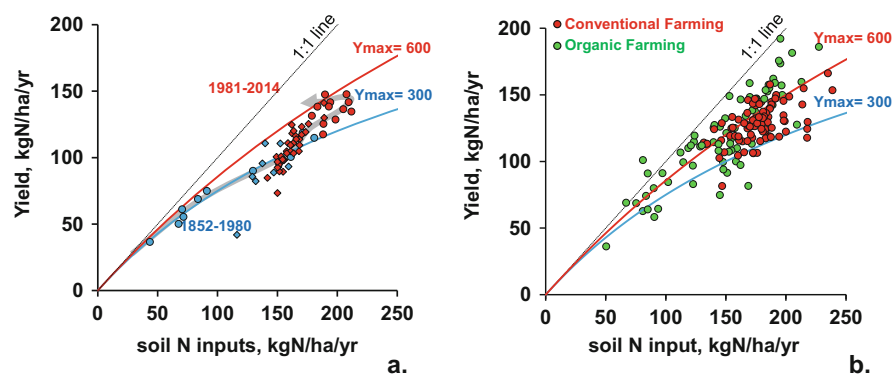 200
150
100
50
0
Yield, kgN/ha/yr
1:1 line
Ymax= 600
1981-2014
Ymax= 300
1852-1980
0 50 100 150 200 250
soil N inputs, kgN/ha/yr
a.
200
150
100
50
0
Yield, kgN/ha/yr
Conventional Farming
Organic Farming
1:1 line
Ymax= 600
Ymax= 300
0 50 100 150 200 250
soil N input, kgN/ha/yr
b.